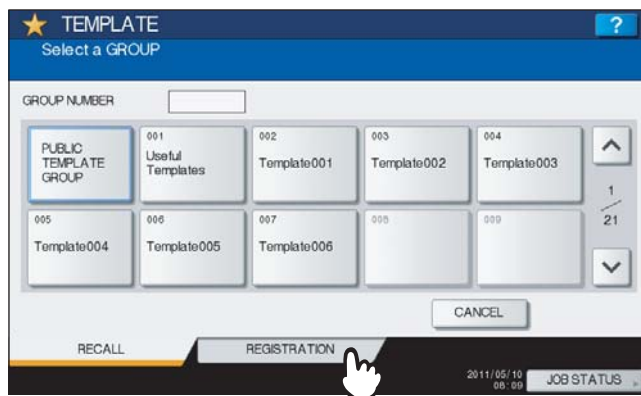 TEMPLATE
?
Select a GROUP
GROUP NUMBER
PUBLIC
TEMPLATE
GROUP
001
Useful
Templates
002
Template001
003
Template002
004
Template003
1
21
005
Template004
006
Template005
007
Template006
008
009
CANCEL
RECALL
REGISTRATION
2011/05/10
08:09
JOB STATUS